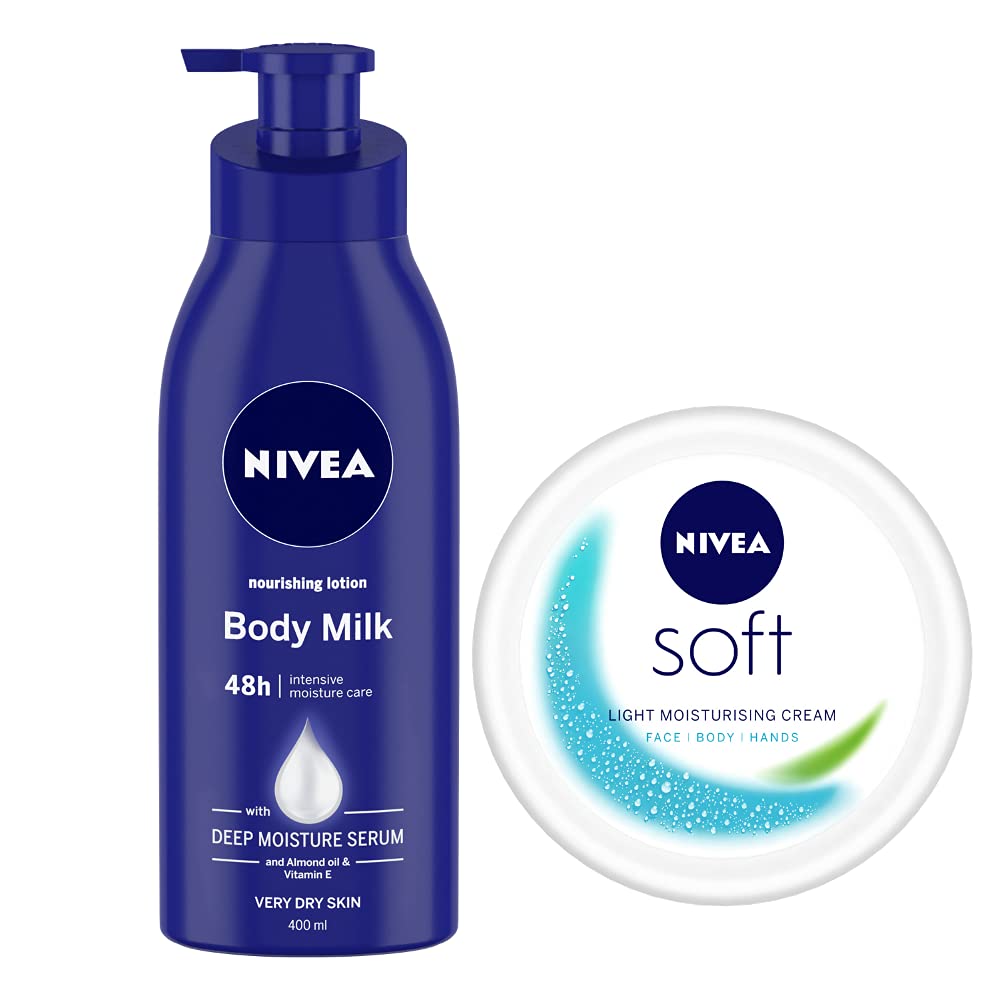 NIVEA
nourishing lotion
Body Milk
48h | intensive
moisture care
with
DEEP MOISTURE SERUM
and Almond oil &
Vitamin E
VERY DRY SKIN
400 ml
NIVEA
soft
LIGHT MOISTURISING CREAM
FACE | BODY | HANDS